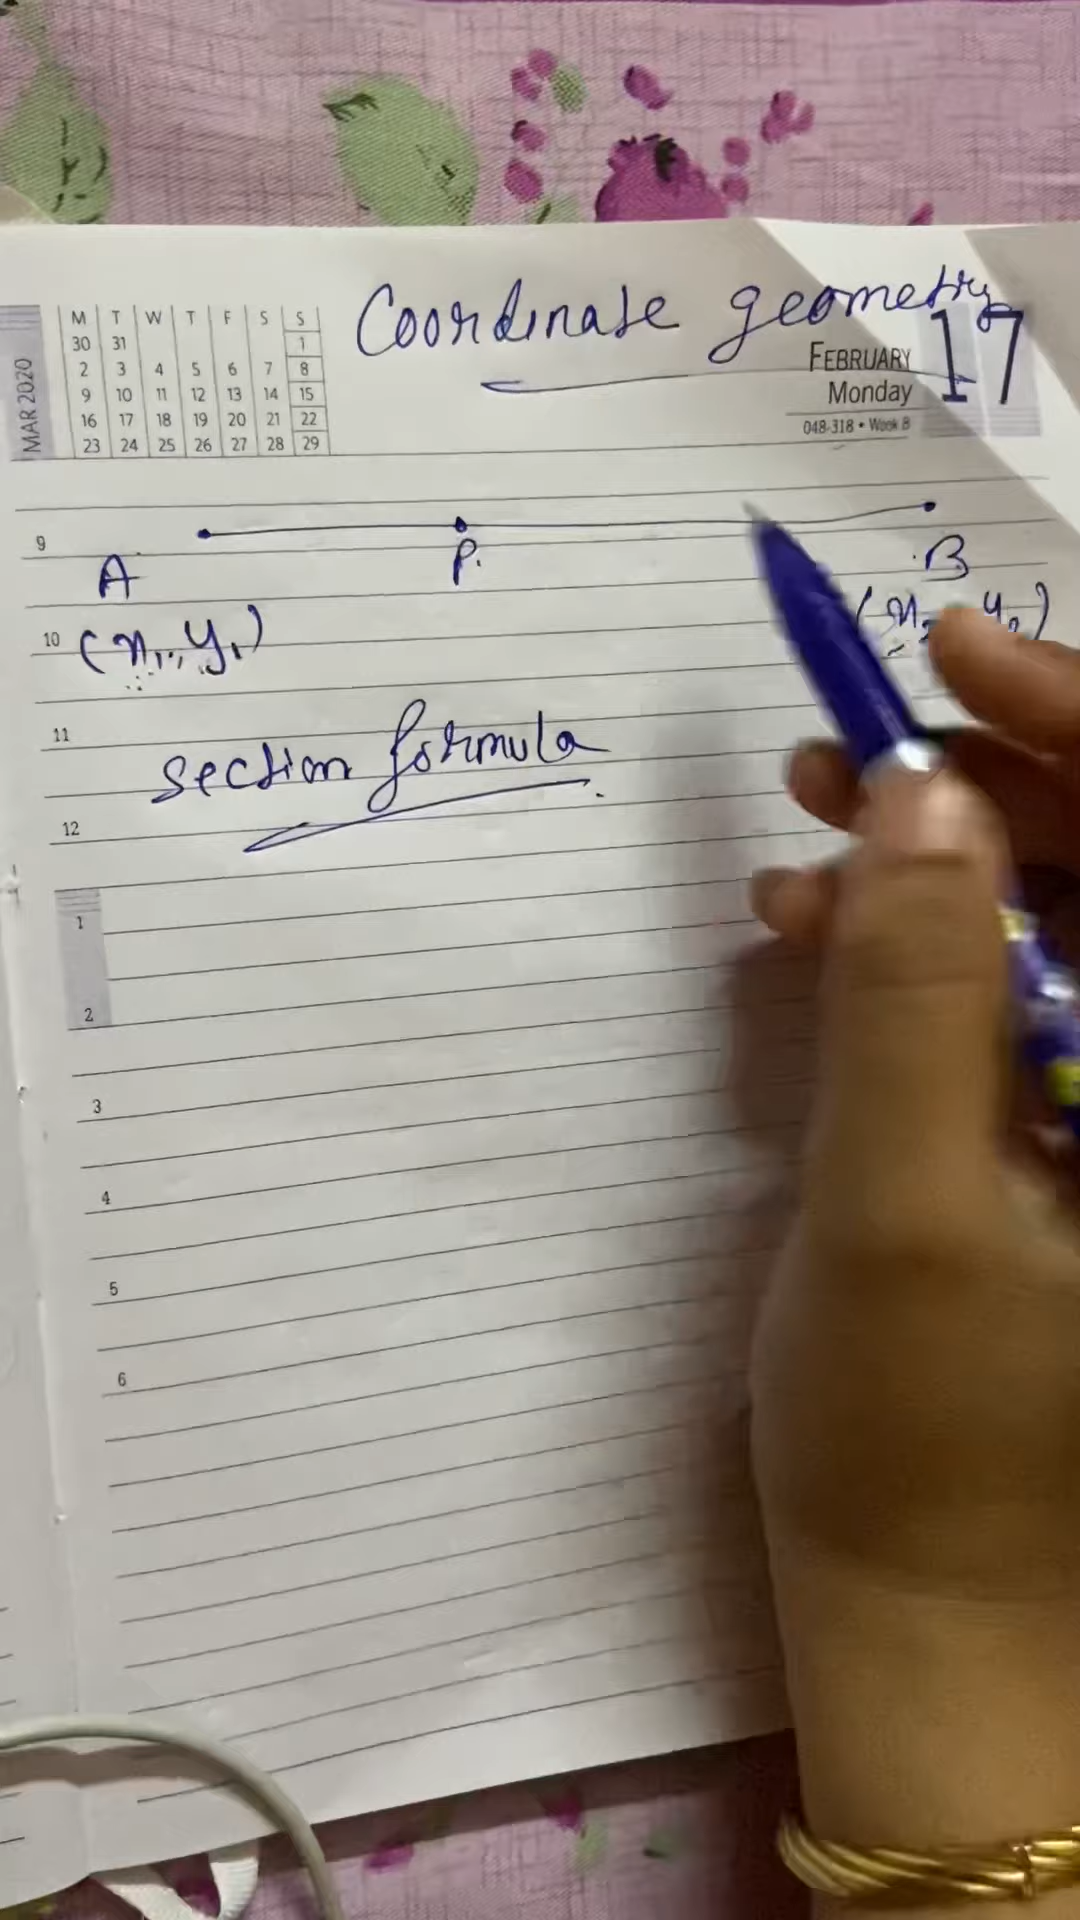 Coordinate geometry
MAR 2020
M T W T F S S
30 31 1
2 3 4 5 6 7 8
9 10 11 12 13 14 15
16 17 18 19 20 21 22
23 24 25 26 27 28 29
FEBRUARY 17
Monday
048-318 • Week 8
9
A P. B
10 (x₁, y₁) (x₂ y₂)
11
section formula
12
1
2
3
4
5
6